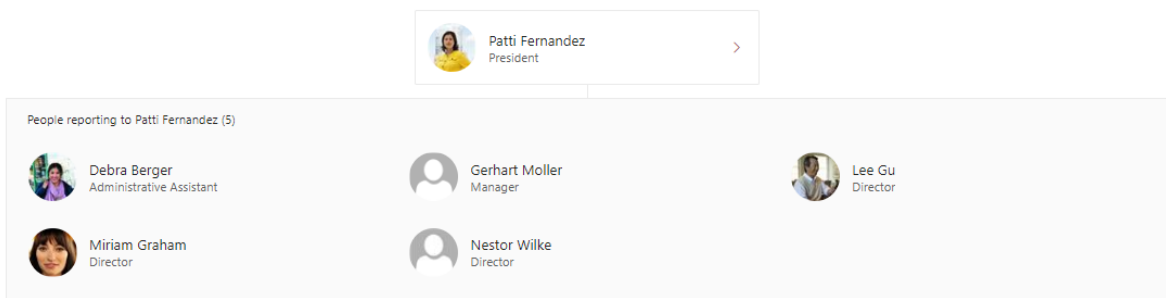 Patti Fernandez
President
People reporting to Patti Fernandez (5)
Debra Berger
Administrative Assistant
Gerhart Moller
Manager
Lee Gu
Director
Miriam Graham
Director
Nestor Wilke
Director